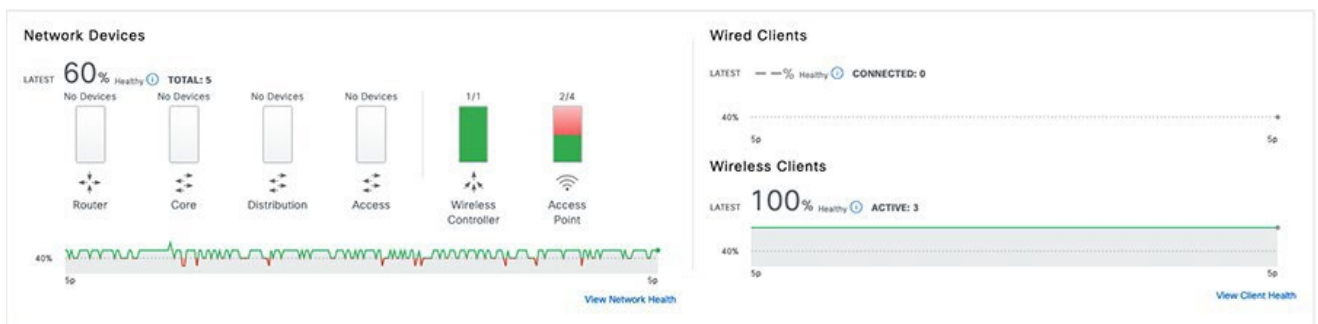 Network Devices
LATEST 60% Healthy TOTAL: 5
No Devices No Devices No Devices No Devices 1/1 2/4
Router Core Distribution Access Wireless Controller Access Point
40%
5p 5p
View Network Health
Wired Clients
LATEST – –% Healthy CONNECTED: 0
40%
5p 5p
Wireless Clients
LATEST 100% Healthy ACTIVE: 3
40%
5p 5p
View Client Health